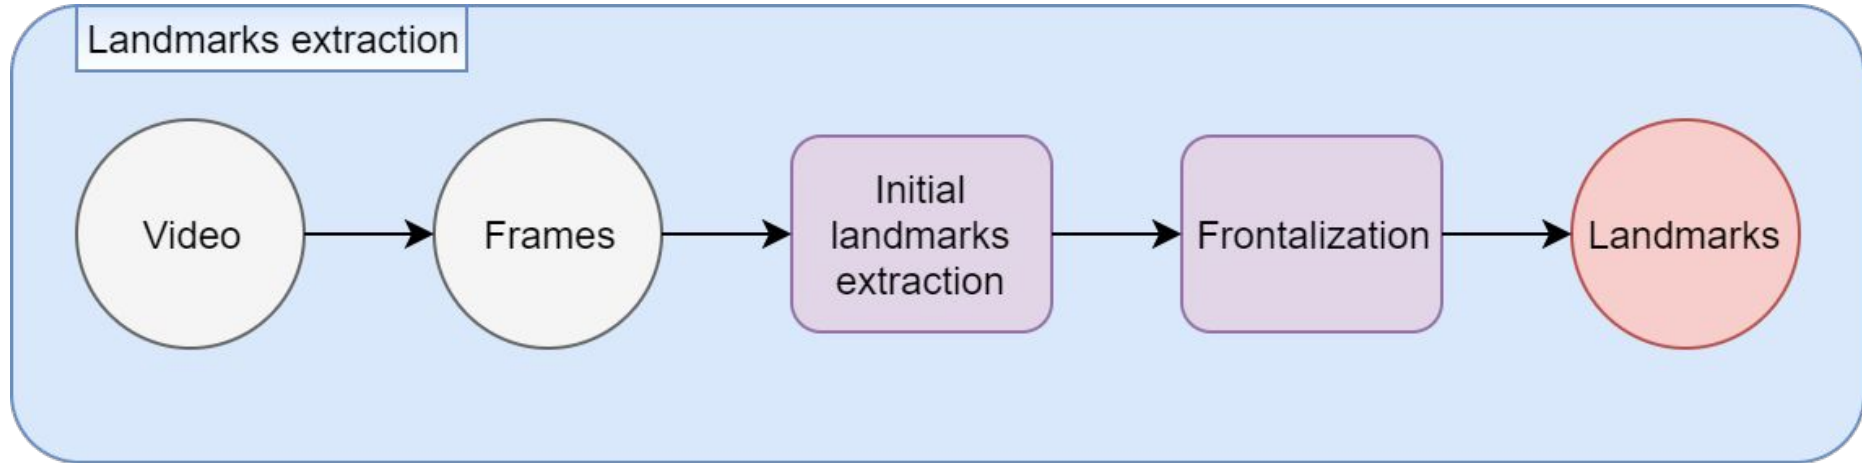 Landmarks extraction
Video
Frames
Initial
landmarks
extraction
Frontalization
Landmarks